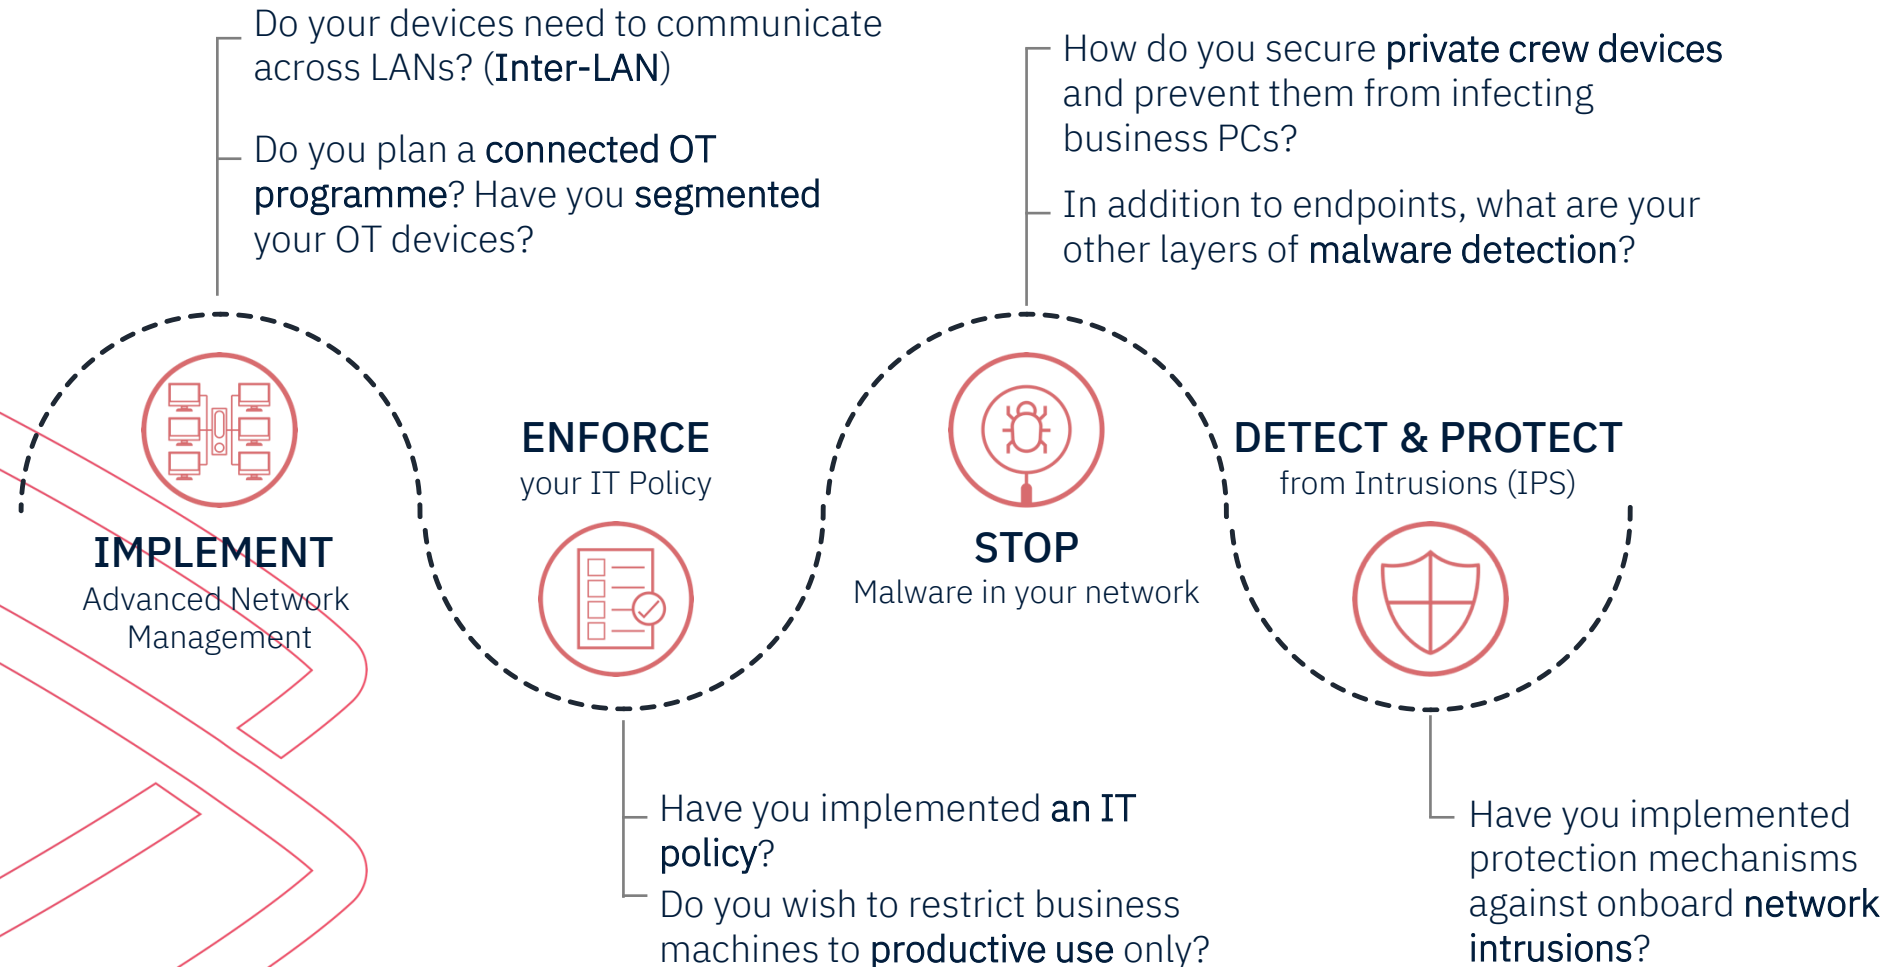 Do your devices need to communicate
across LANs? (Inter-LAN)
Do you plan a connected OT
programme? Have you segmented
your OT devices?
How do you secure private crew devices
and prevent them from infecting
business PCs?
In addition to endpoints, what are your
other layers of malware detection?
IMPLEMENT
Advanced Network
Management
ENFORCE
your IT Policy
STOP
Malware in your network
DETECT & PROTECT
from Intrusions (IPS)
Have you implemented an IT
policy?
Do you wish to restrict business
machines to productive use only?
Have you implemented
protection mechanisms
against onboard network
intrusions?